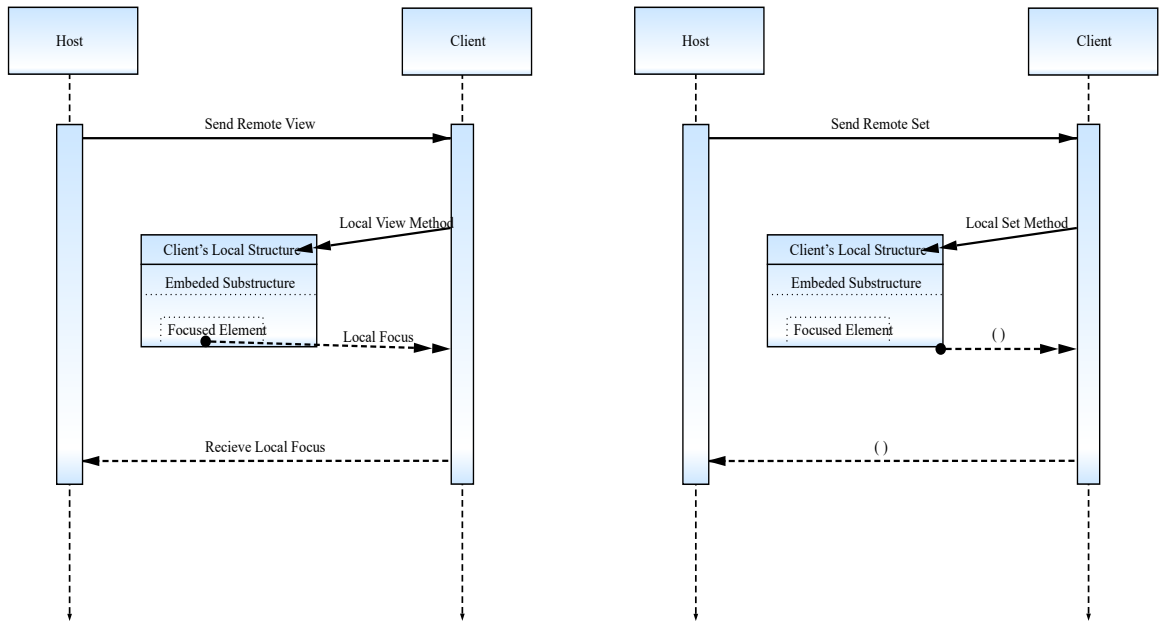 Host
Client
Send Remote View
Local View Method
Client's Local Structure
Embeded Substructure
Focused Element
Local Focus
Recieve Local Focus
Host
Client
Send Remote Set
Local Set Method
Client's Local Structure
Embeded Substructure
Focused Element
( )
( )